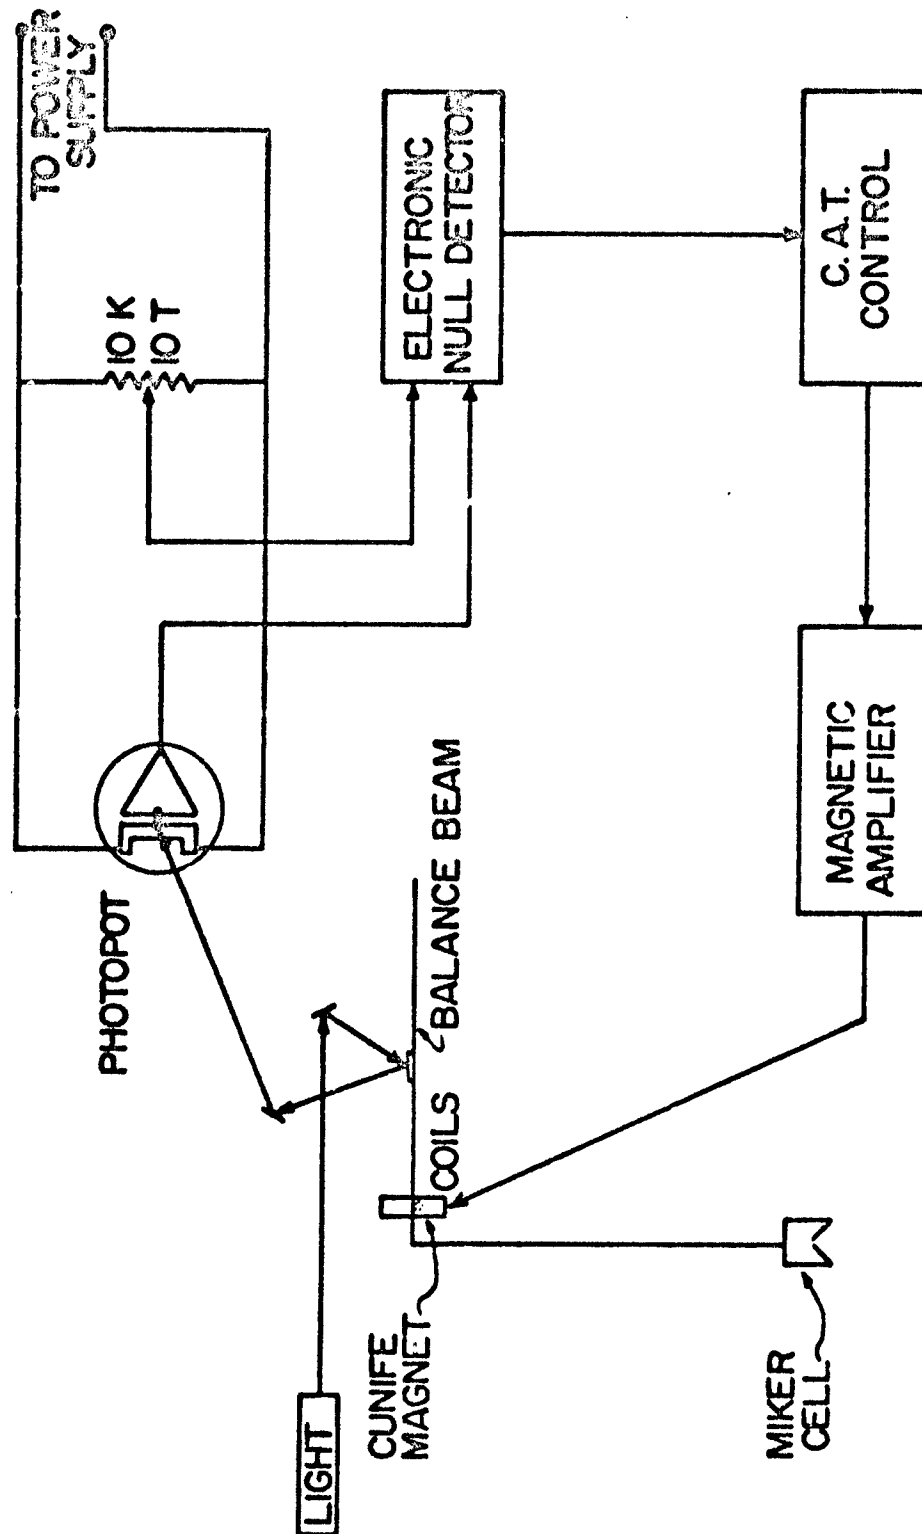 TO POWER
SUPPLY
10 K
10 T
PHOTOPOT
ELECTRONIC
NULL DETECTOR
LIGHT
BALANCE BEAM
COILS
CUNIFE
MAGNET
C. A. T.
CONTROL
MAGNETIC
AMPLIFIER
MIKER
CELL